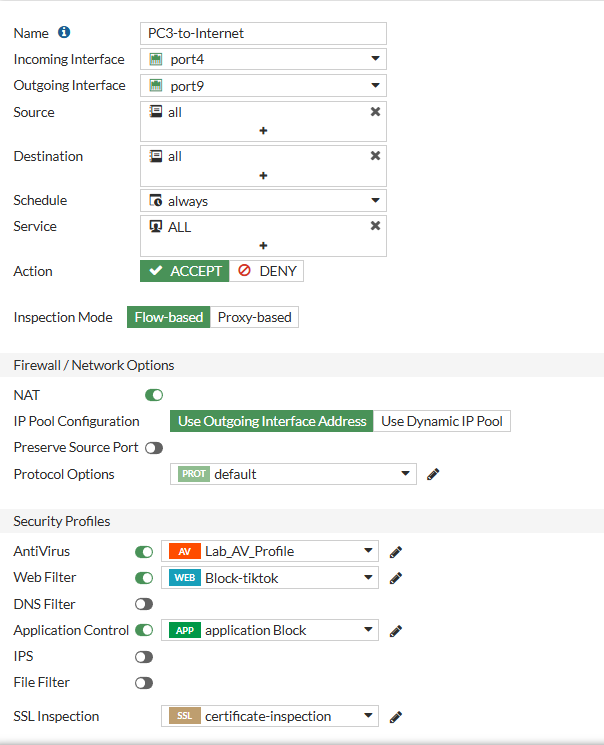 Name PC3-to-Internet
Incoming Interface port4
Outgoing Interface port9
Source all
+
Destination all
+
Schedule always
Service ALL
+
Action ACCEPT DENY
Inspection Mode Flow-based Proxy-based
Firewall / Network Options
NAT
IP Pool Configuration Use Outgoing Interface Address Use Dynamic IP Pool
Preserve Source Port
Protocol Options PROT default
Security Profiles
AntiVirus AV Lab_AV_Profile
Web Filter WEB Block-tiktok
DNS Filter
Application Control APP application Block
IPS
File Filter
SSL Inspection SSL certificate-inspection